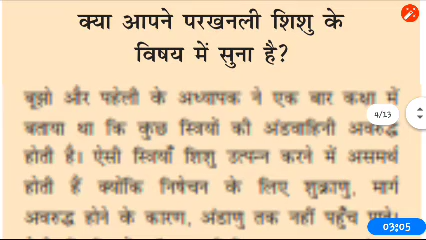 क्या आपने परखनली शिशु के
विषय में सुना है?
बूझो और पहेली के अध्यापक ने एक बार कक्षा में
बताया था कि कुछ स्त्रियों की अंडवाहिनी अवरुद्ध
होती है। ऐसी स्त्रियाँ शिशु उत्पन्न करने में असमर्थ
होती हैं क्योंकि निषेचन के लिए शुक्राणु, मार्ग
अवरुद्ध होने के कारण, अंडाणु तक नहीं पहुँच पाते।
9/13
03:05